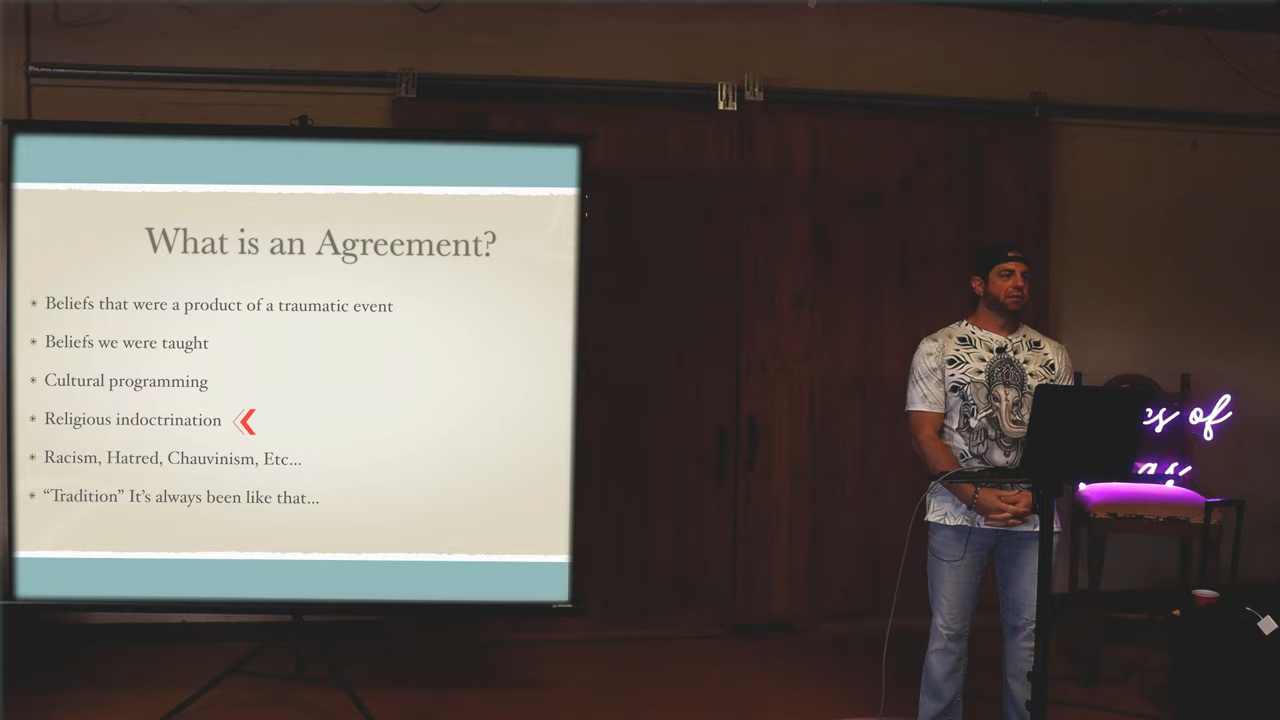 What is an Agreement?
* Beliefs that were a product of a traumatic event
* Beliefs we were taught
* Cultural programming
* Religious indoctrination
* Racism, Hatred, Chauvinism, Etc...
* “Tradition” It’s always been like that...
of